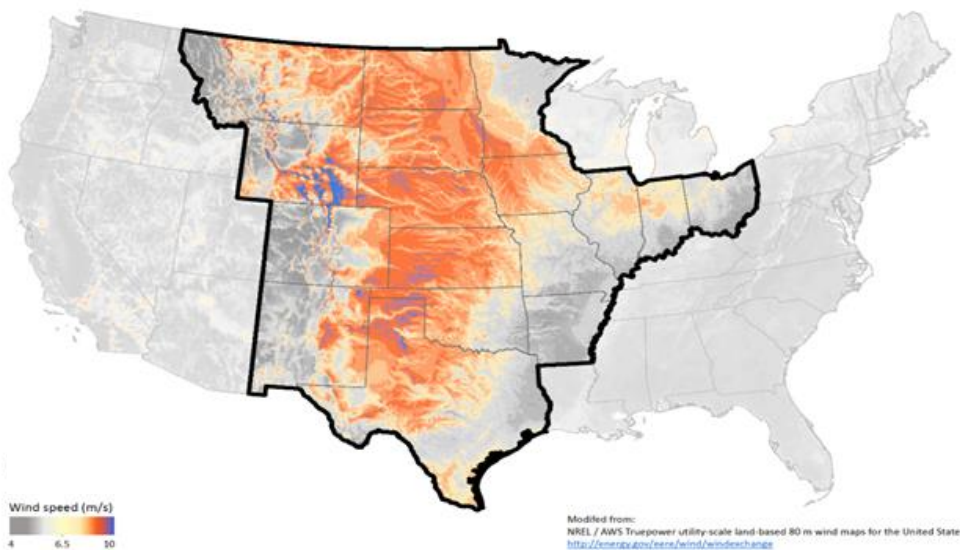 Wind speed (m/s)
4 6.5 10
Modifed from:
NREL / AWS Truepower utility-scale land-based 80 m wind maps for the United State
http://energy.gov/eere/wind/windexchange